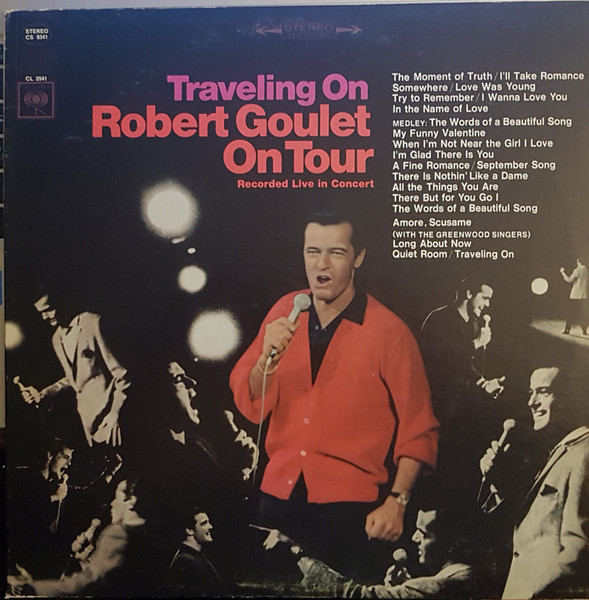 STEREO
CS 9341
STEREO
CL 2541
Traveling On
Robert Goulet
On Tour
Recorded Live in Concert
The Moment of Truth / I'll Take Romance
Somewhere / Love Was Young
Try to Remember / I Wanna Love You
In the Name of Love
MEDLEY: The Words of a Beautiful Song
My Funny Valentine
When I'm Not Near the Girl I Love
I'm Glad There Is You
A Fine Romance / September Song
There Is Nothin' Like a Dame
All the Things You Are
There But for You Go I
The Words of a Beautiful Song
Amore, Scusame
(WITH THE GREENWOOD SINGERS)
Long About Now
Quiet Room / Traveling On